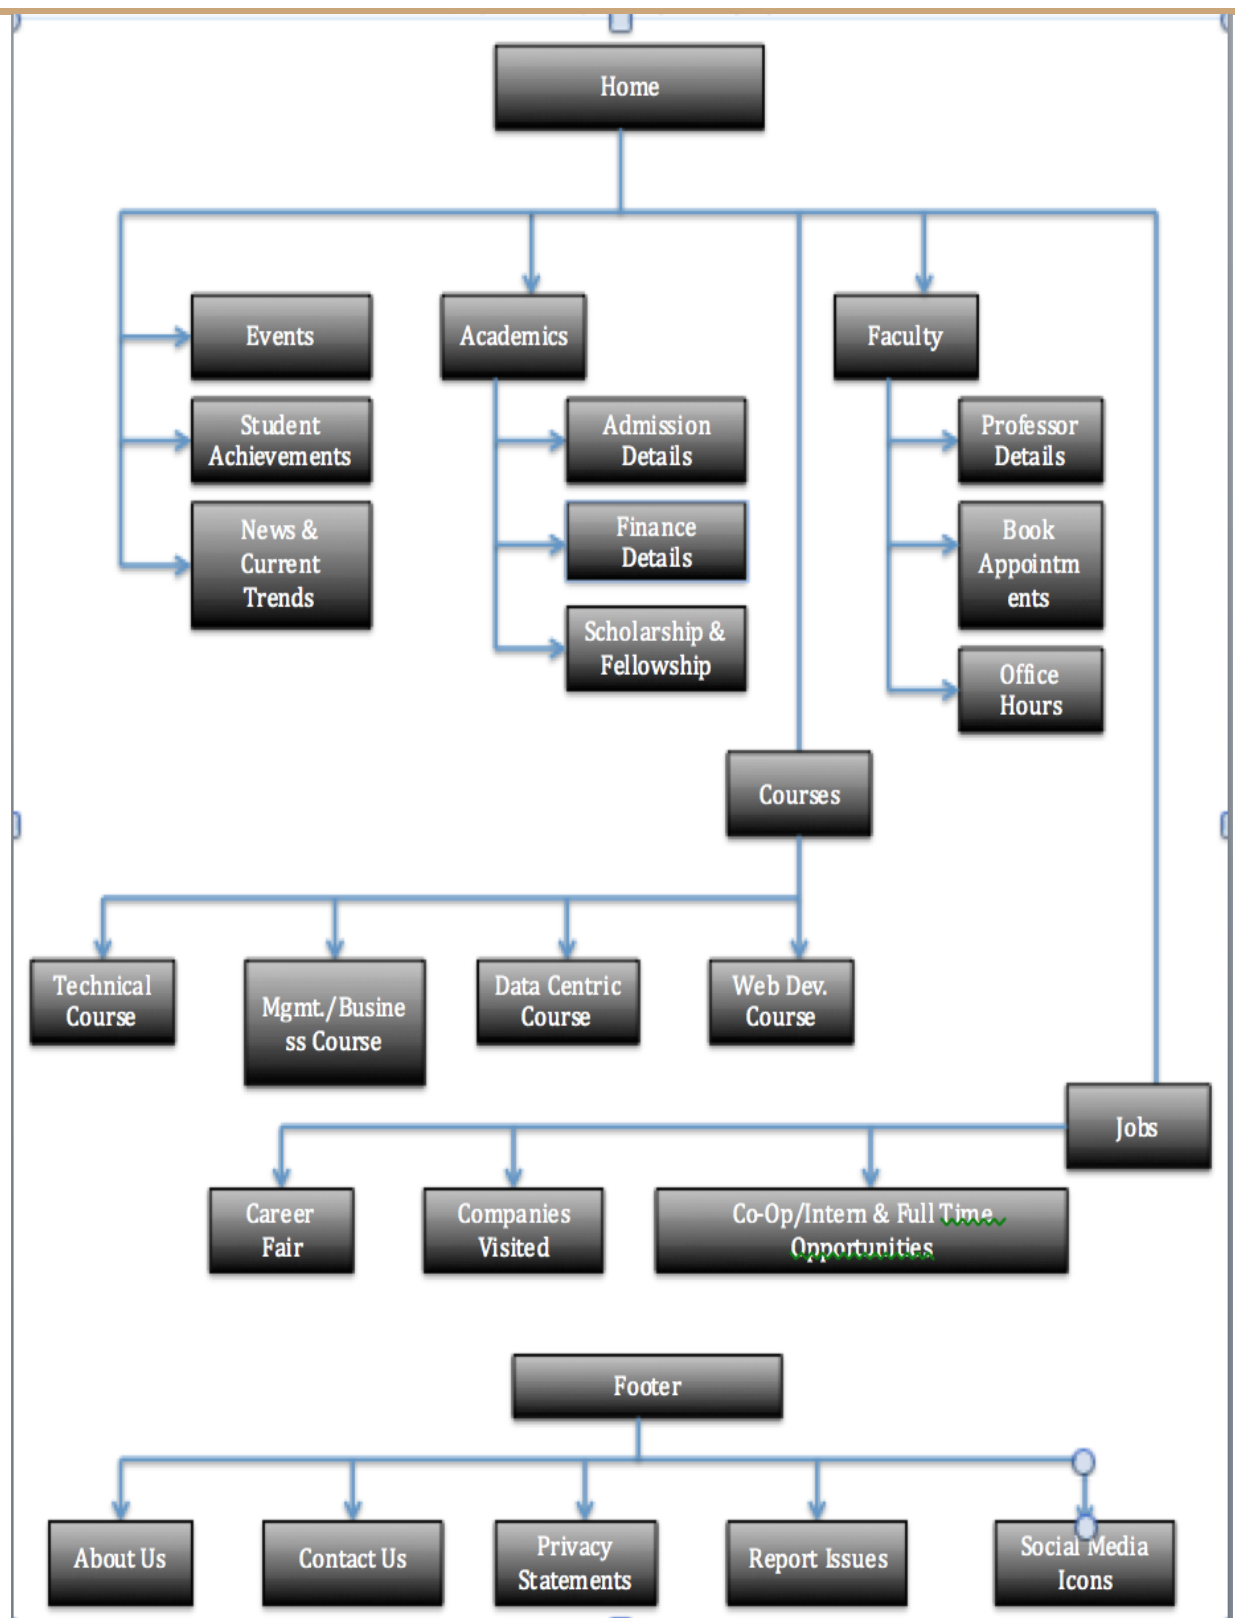 Home
Events
Academics
Faculty
Student
Achievements
Admission
Details
Professor
Details
News &
Current
Trends
Finance
Details
Book
Appointm
ents
Scholarship &
Fellowship
Office
Hours
Courses
Technical
Course
Mgmt./Busine
ss Course
Data Centric
Course
Web Dev.
Course
Jobs
Career
Fair
Companies
Visited
Co-Op/Intern & Full Time
Opportunities
Footer
About Us
Contact Us
Privacy
Statements
Report Issues
Social Media
Icons